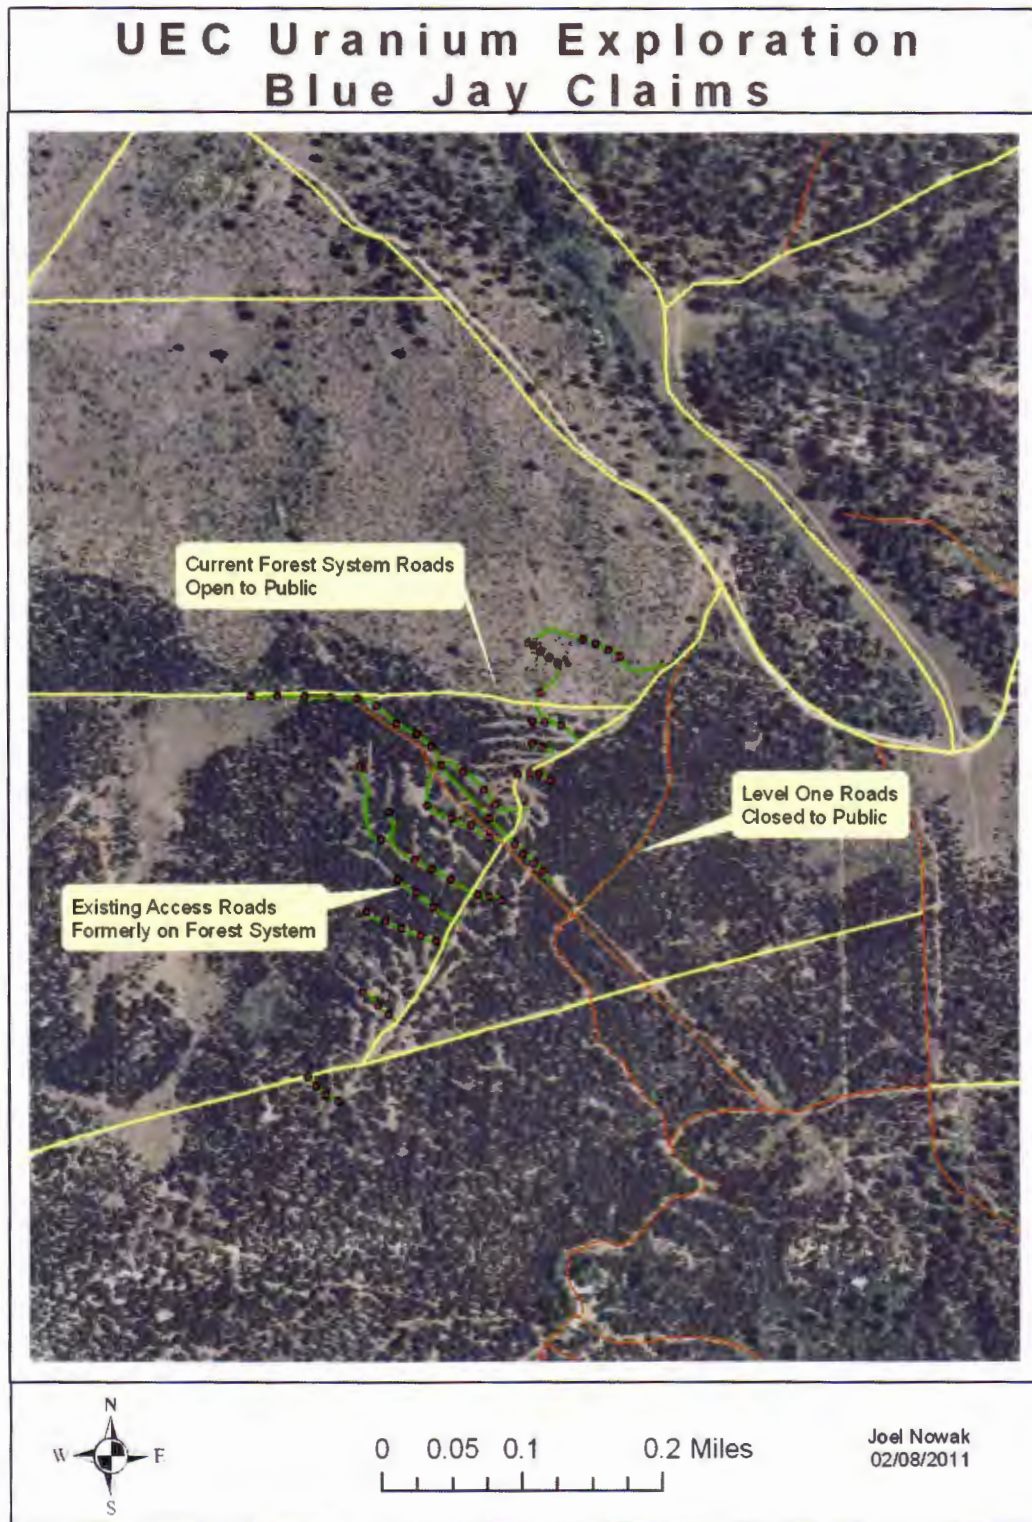 UEC Uranium Exploration
Blue Jay Claims
Current Forest System Roads
Open to Public
Level One Roads
Closed to Public
Existing Access Roads
Formerly on Forest System
N
W E
S
0 0.05 0.1 0.2 Miles
Joel Nowak
02/08/2011